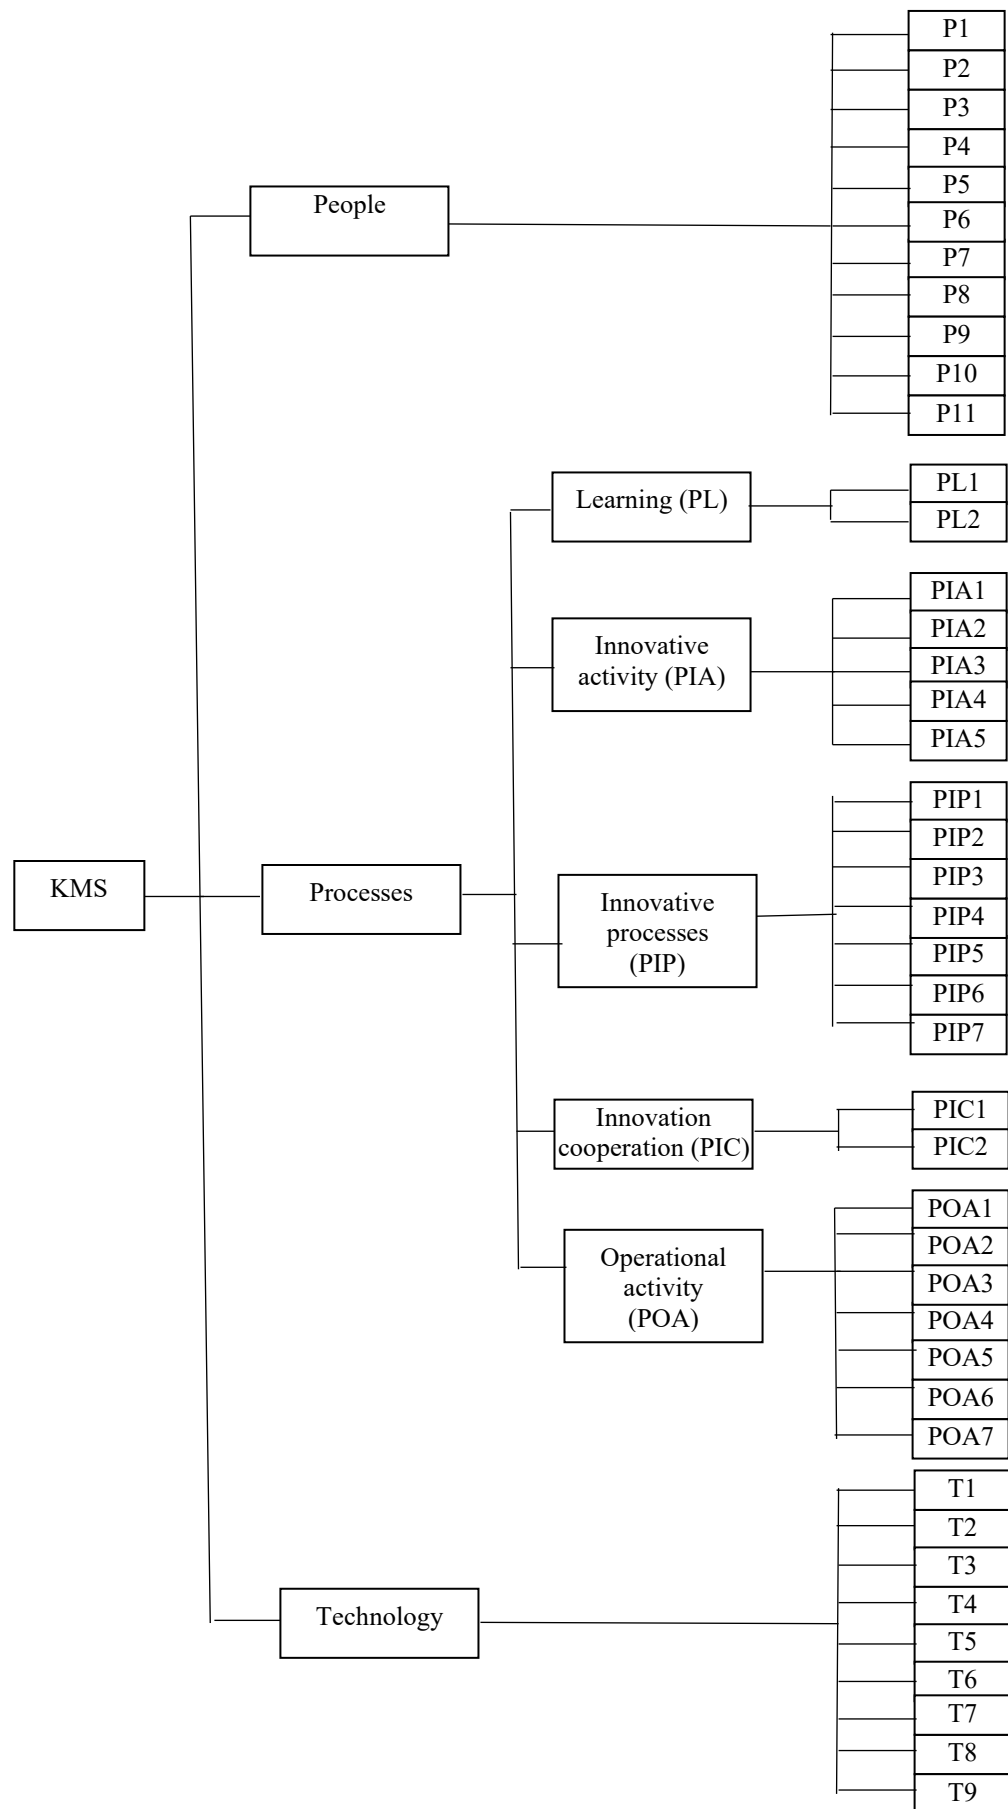 P1
P2
P3
P4
P5
People
P6
P7
P8
P9
P10
P11
Learning (PL)
PL1
PL2
Innovative
activity (PIA)
PIA1
PIA2
PIA3
PIA4
PIA5
KMS
Processes
Innovative
processes
(PIP)
PIP1
PIP2
PIP3
PIP4
PIP5
PIP6
PIP7
Innovation
cooperation (PIC)
PIC1
PIC2
Operational
activity
(POA)
POA1
POA2
POA3
POA4
POA5
POA6
POA7
Technology
T1
T2
T3
T4
T5
T6
T7
T8
T9